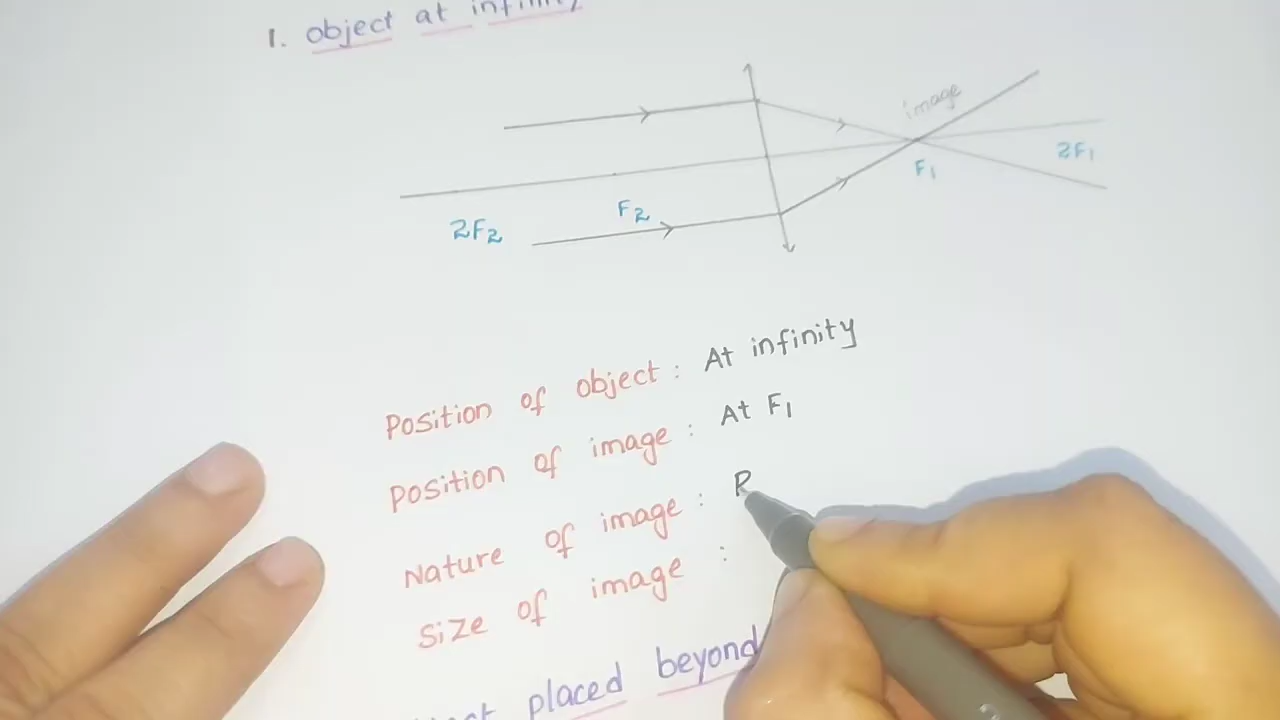 1. object at infinity
image
2F1
F1
F2
2F2
Position of object : At infinity
Position of image : At F1
Nature of image : R
Size of image :
placed beyond